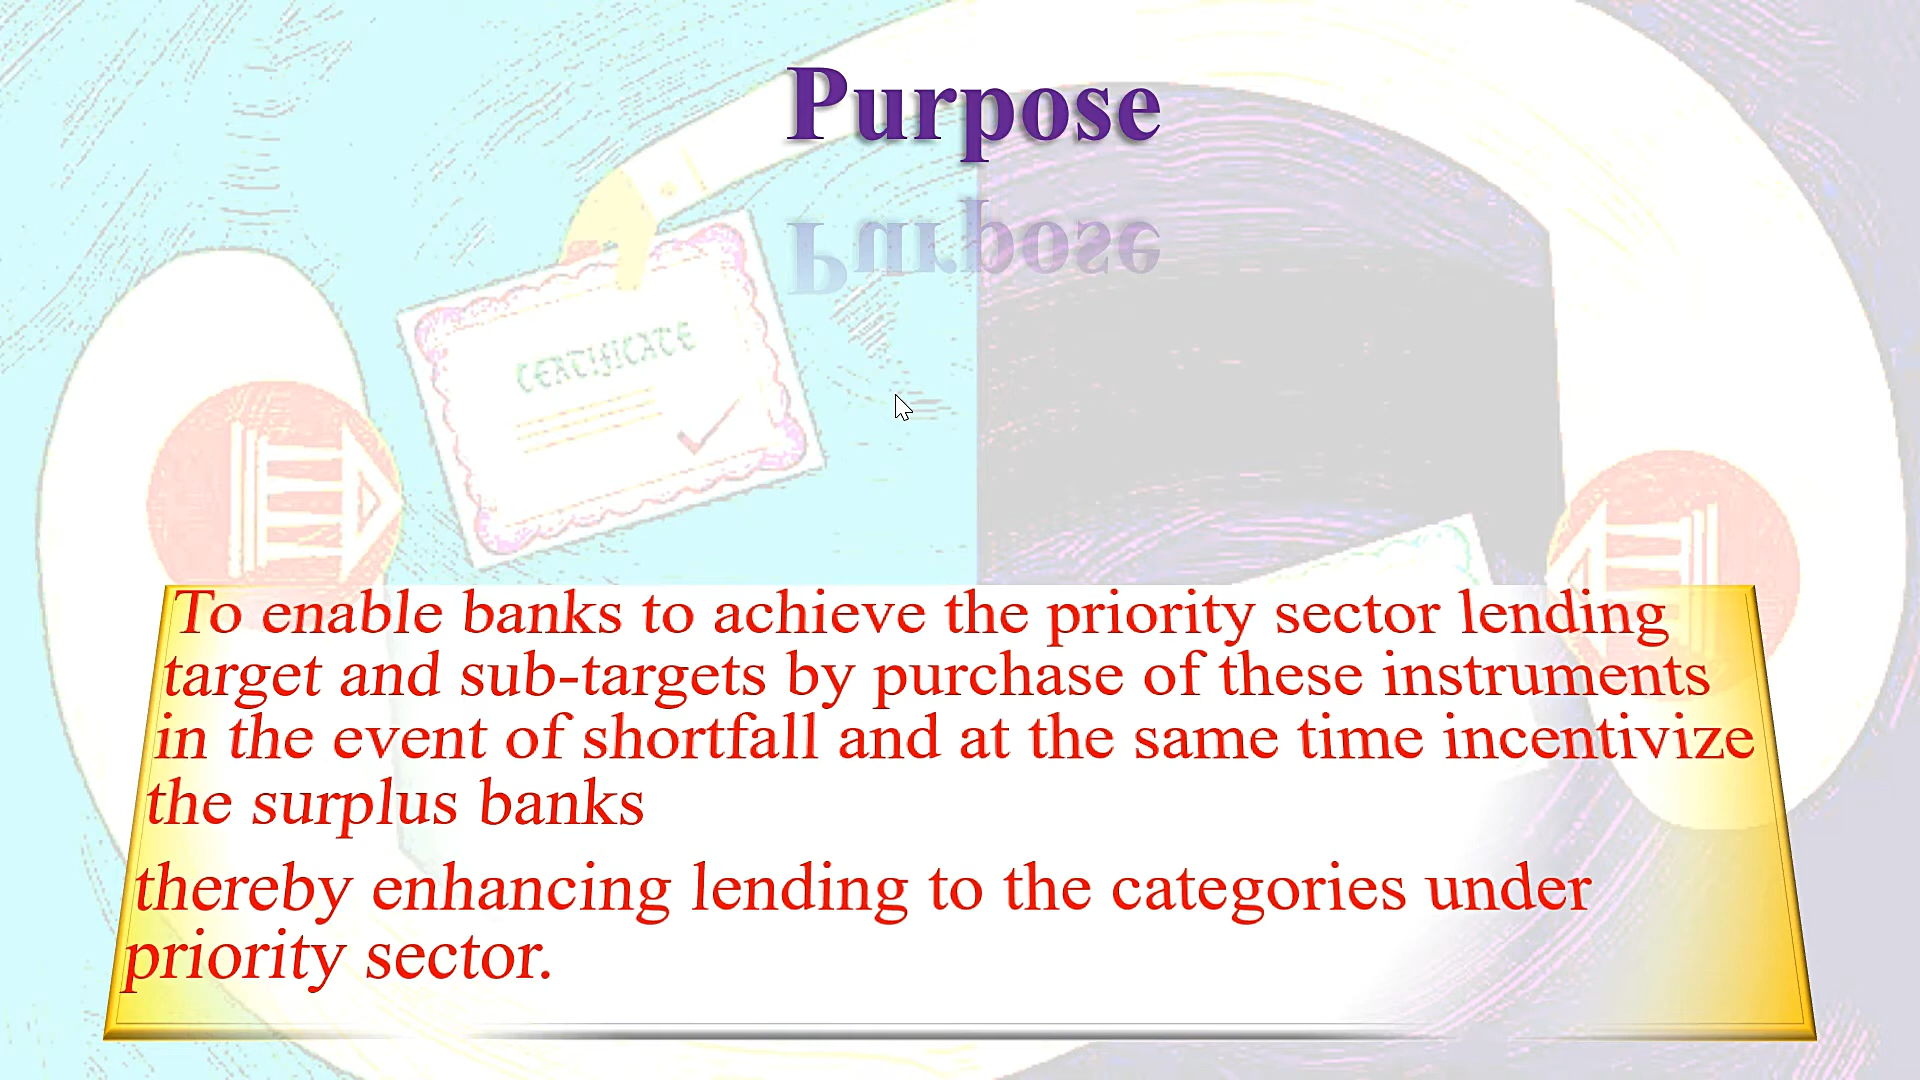 Purpose
CERTIFICATE
To enable banks to achieve the priority sector lending
target and sub-targets by purchase of these instruments
in the event of shortfall and at the same time incentivize
the surplus banks
thereby enhancing lending to the categories under
priority sector.